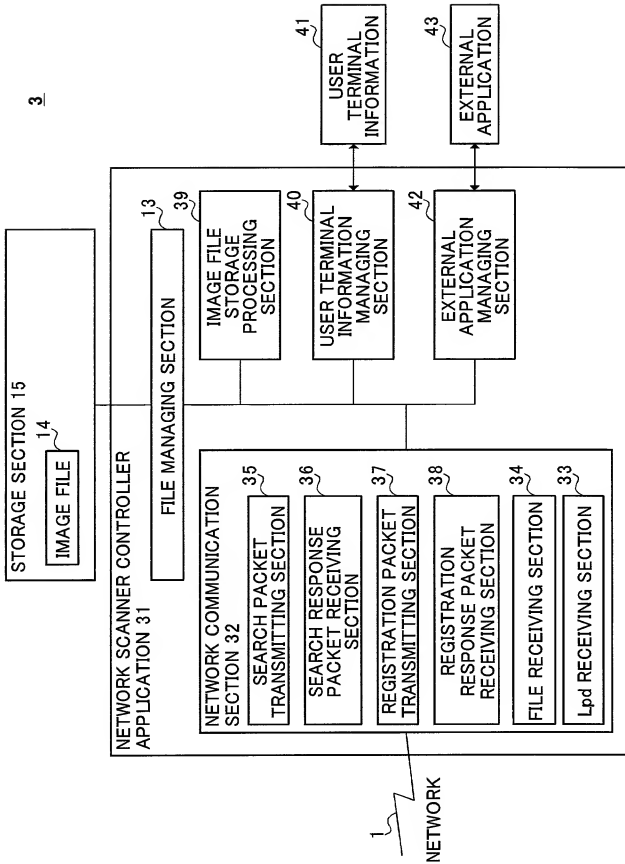 3
STORAGE SECTION 15
14
IMAGE FILE
NETWORK SCANNER CONTROLLER
APPLICATION 31
13
FILE MANAGING SECTION
NETWORK COMMUNICATION
SECTION 32
35
SEARCH PACKET
TRANSMITTING SECTION
36
SEARCH RESPONSE
PACKET RECEIVING
SECTION
37
REGISTRATION PACKET
TRANSMITTING SECTION
38
REGISTRATION
RESPONSE PACKET
RECEIVING SECTION
34
FILE RECEIVING SECTION
33
Lpd RECEIVING SECTION
39
IMAGE FILE
STORAGE
PROCESSING
SECTION
40
USER TERMINAL
INFORMATION
MANAGING
SECTION
42
EXTERNAL
APPLICATION
MANAGING
SECTION
41
USER
TERMINAL
INFORMATION
43
EXTERNAL
APPLICATION
1
NETWORK